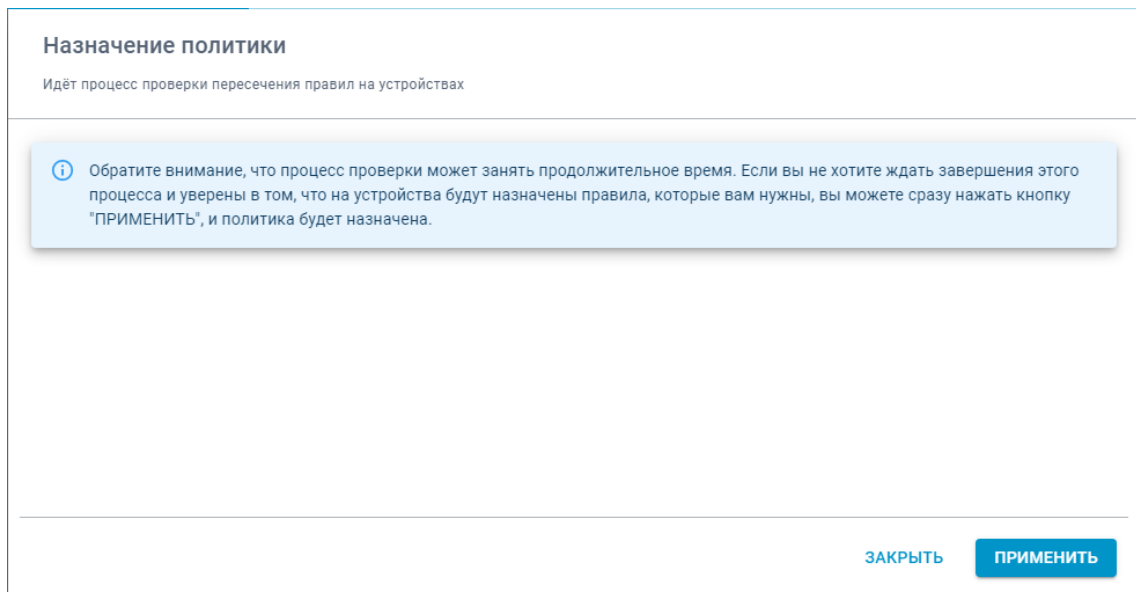 Назначение политики
Идёт процесс проверки пересечения правил на устройствах
Обратите внимание, что процесс проверки может занять продолжительное время. Если вы не хотите ждать завершения этого
процесса и уверены в том, что на устройства будут назначены правила, которые вам нужны, вы можете сразу нажать кнопку
"ПРИМЕНИТЬ", и политика будет назначена.
ЗАКРЫТЬ
ПРИМЕНИТЬ